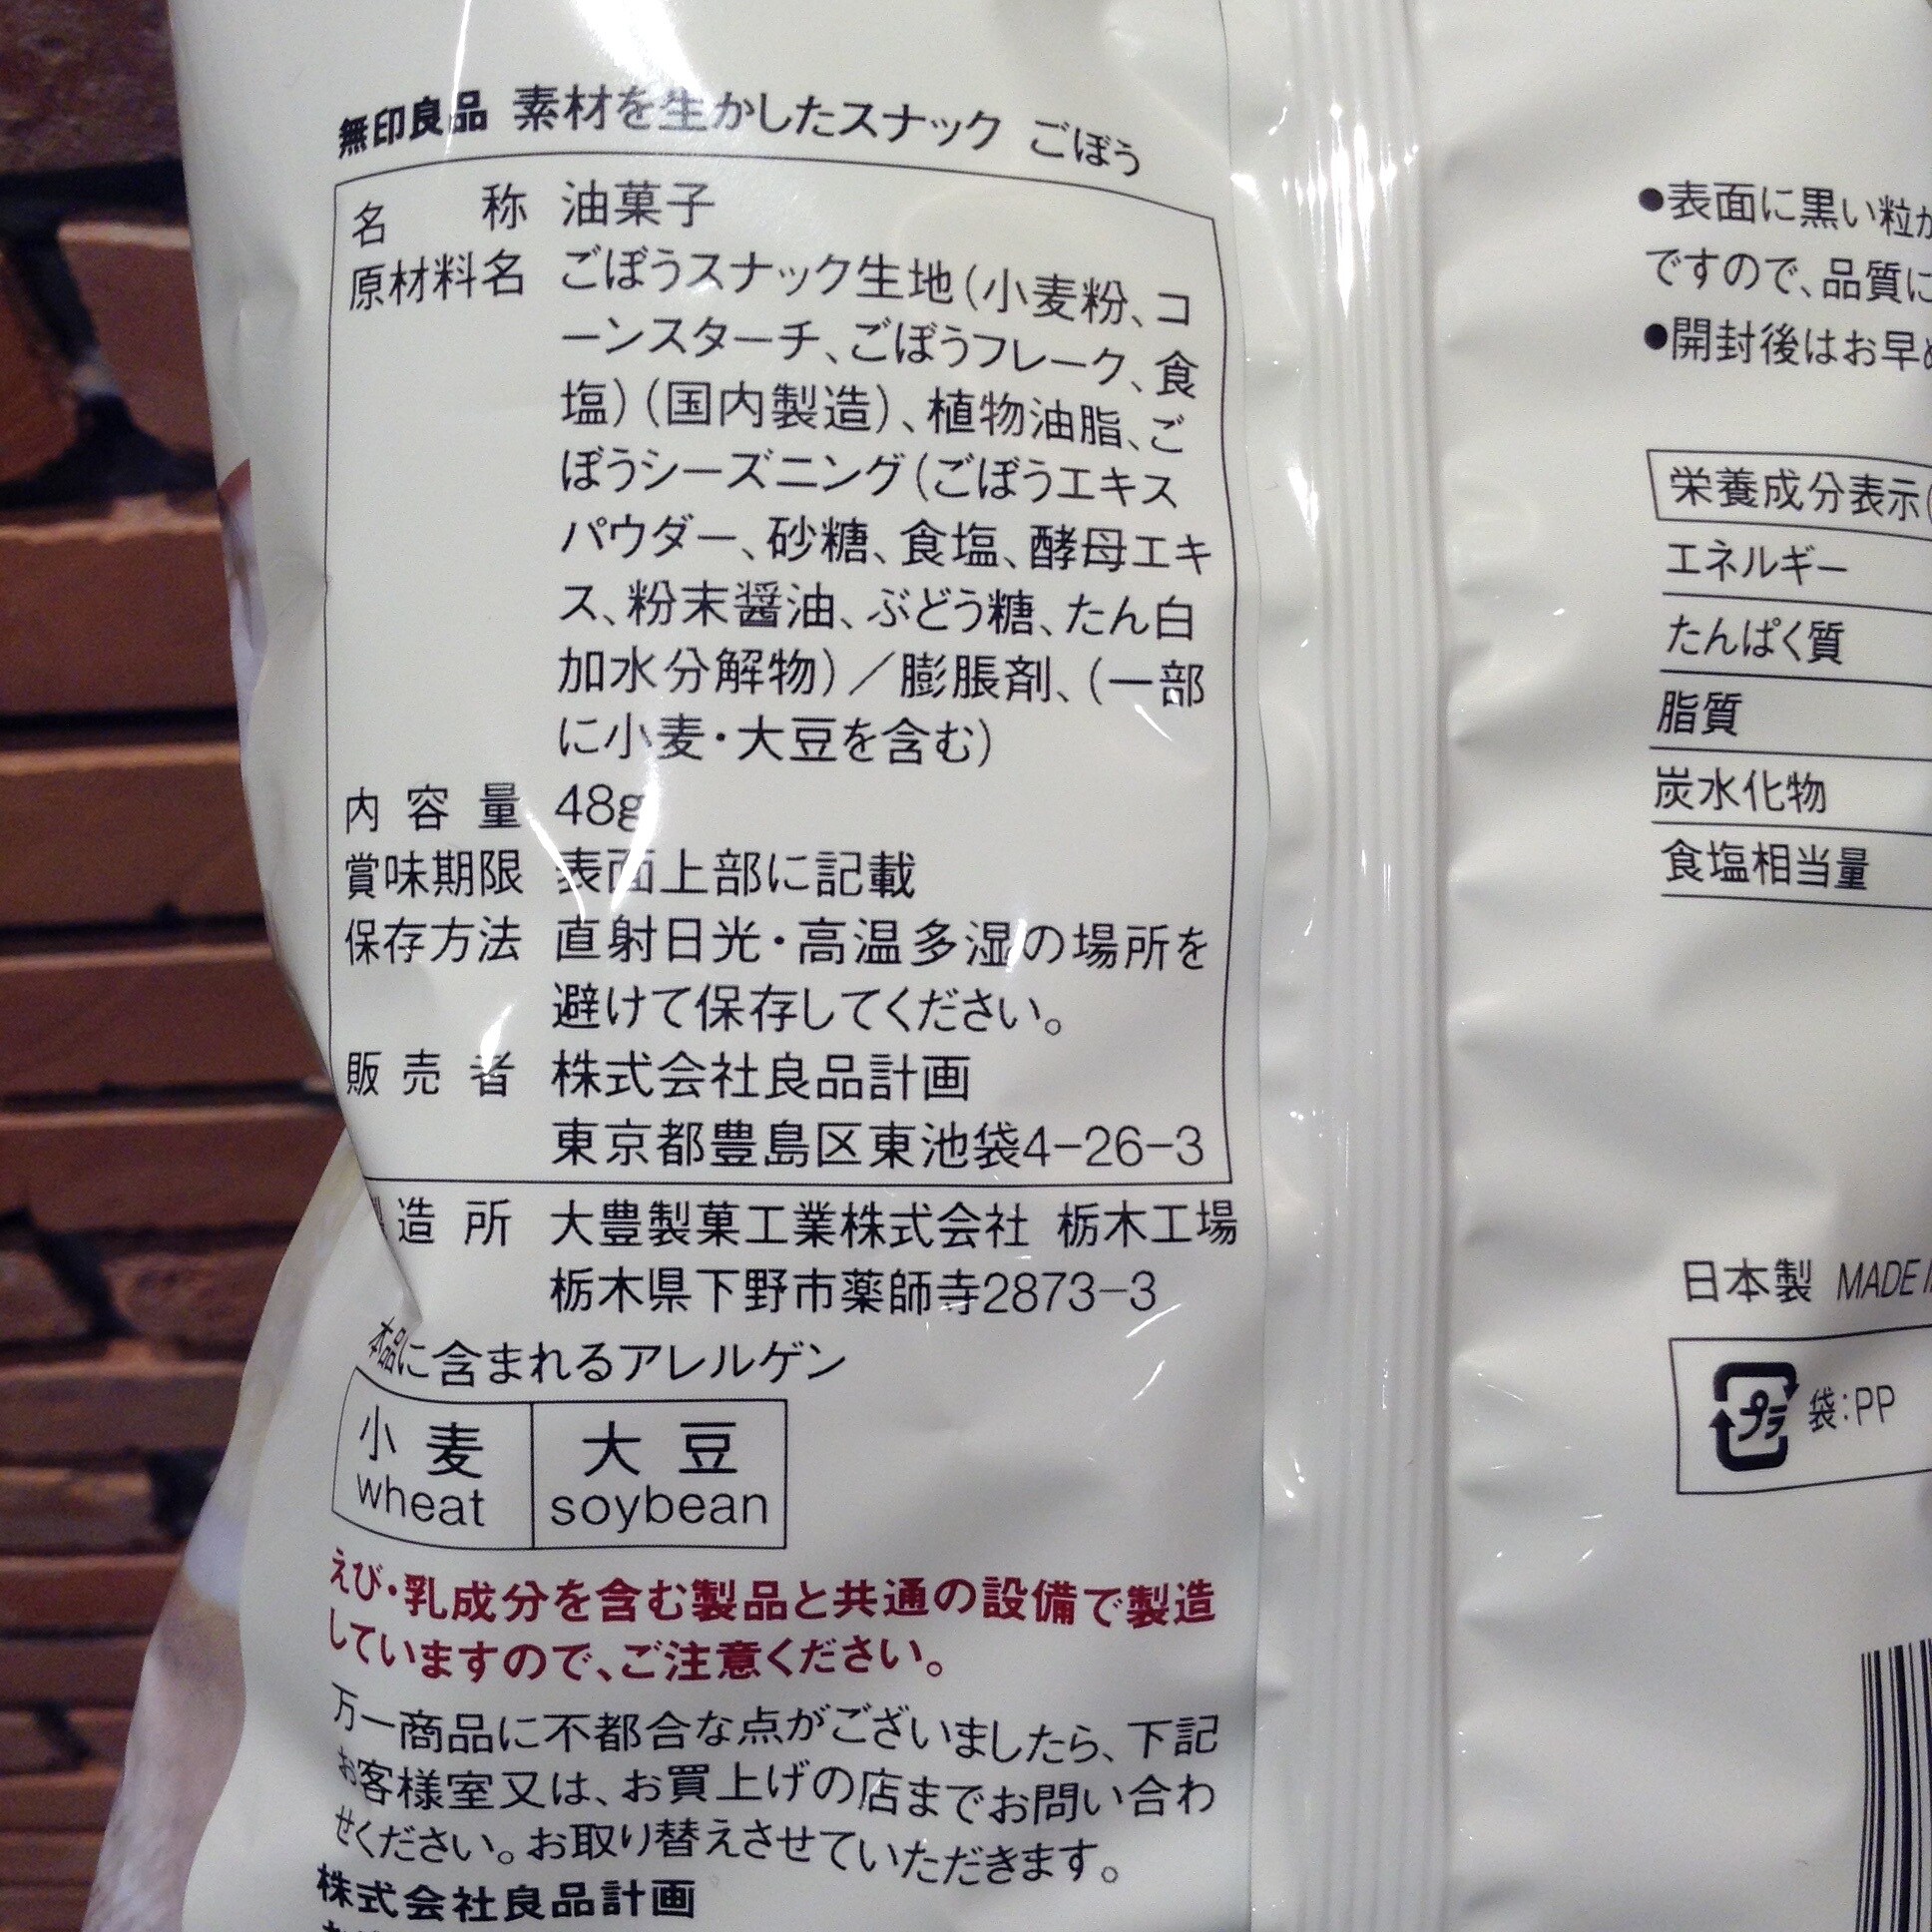 無印良品 素材を生かしたスナック ごぼう
名称 油菓子
原材料名 ごぼうスナック生地(小麦粉、コ
ーンスターチ、ごぼうフレーク、食
塩)(国内製造)、植物油脂、ご
ぼうシーズニング(ごぼうエキス
パウダー、砂糖、食塩、酵母エキ
ス、粉末醤油、ぶどう糖、たん白
加水分解物)/膨脹剤、(一部
に小麦・大豆を含む)
内容量 48g
賞味期限 表面上部に記載
保存方法 直射日光・高温多湿の場所を
避けて保存してください。
販売者 株式会社良品計画
東京都豊島区東池袋4-26-3
製造所 大豊製菓工業株式会社 栃木工場
栃木県下野市薬師寺2873-3
本品に含まれるアレルゲン
小麦 大豆
wheat soybean
えび・乳成分を含む製品と共通の設備で製造
していますので、ご注意ください。
万一商品に不都合な点がございましたら、下記
お客様室又は、お買上げの店までお問い合わ
せください。お取り替えさせていただきます。
株式会社良品計画
●表面に黒い粒が
ですので、品質に
●開封後はお早め
栄養成分表示(
エネルギー
たんぱく質
脂質
炭水化物
食塩相当量
日本製 MADE
プラ 袋:PP